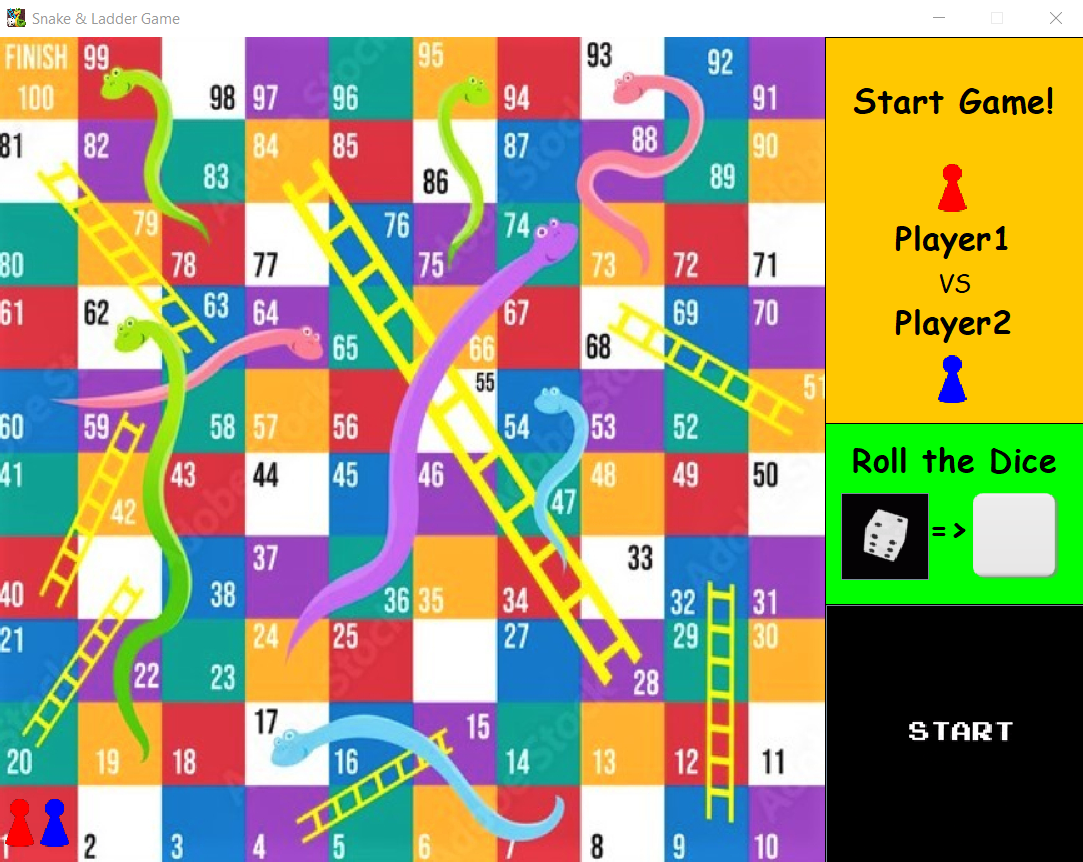 Snake & Ladder Game
FINISH
100 99 98 97 96 95 94 93 92 91
81 82 83 84 85 86 87 88 89 90
80 79 78 77 76 75 74 73 72 71
61 62 63 64 65 66 67 68 69 70
60 59 58 57 56 55 54 53 52 51
41 42 43 44 45 46 47 48 49 50
40 38 37 36 35 34 33 32 31
21 22 23 24 25 27 28 29 30
20 19 18 17 16 15 14 13 12 11
1 2 3 4 5 6 7 8 9 10
Start Game!
Player1
VS
Player2
Roll the Dice
=>
START